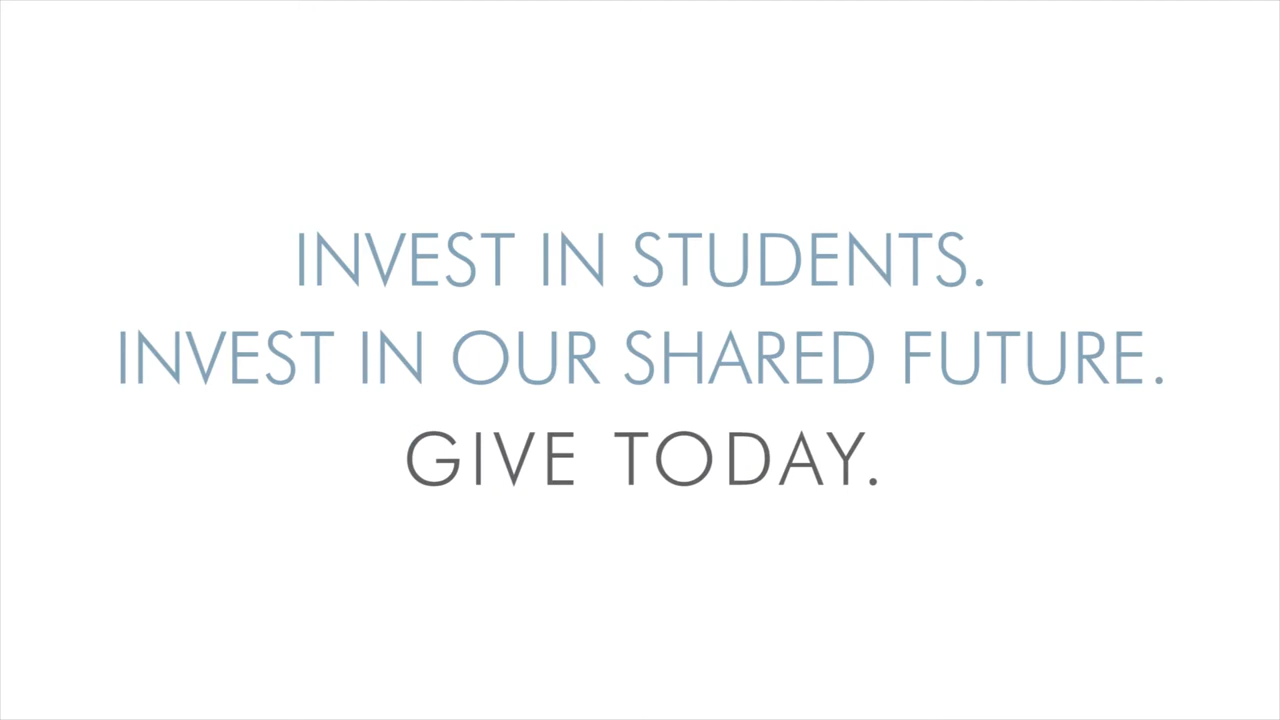 INVEST IN STUDENTS.
INVEST IN OUR SHARED FUTURE.
GIVE TODAY.